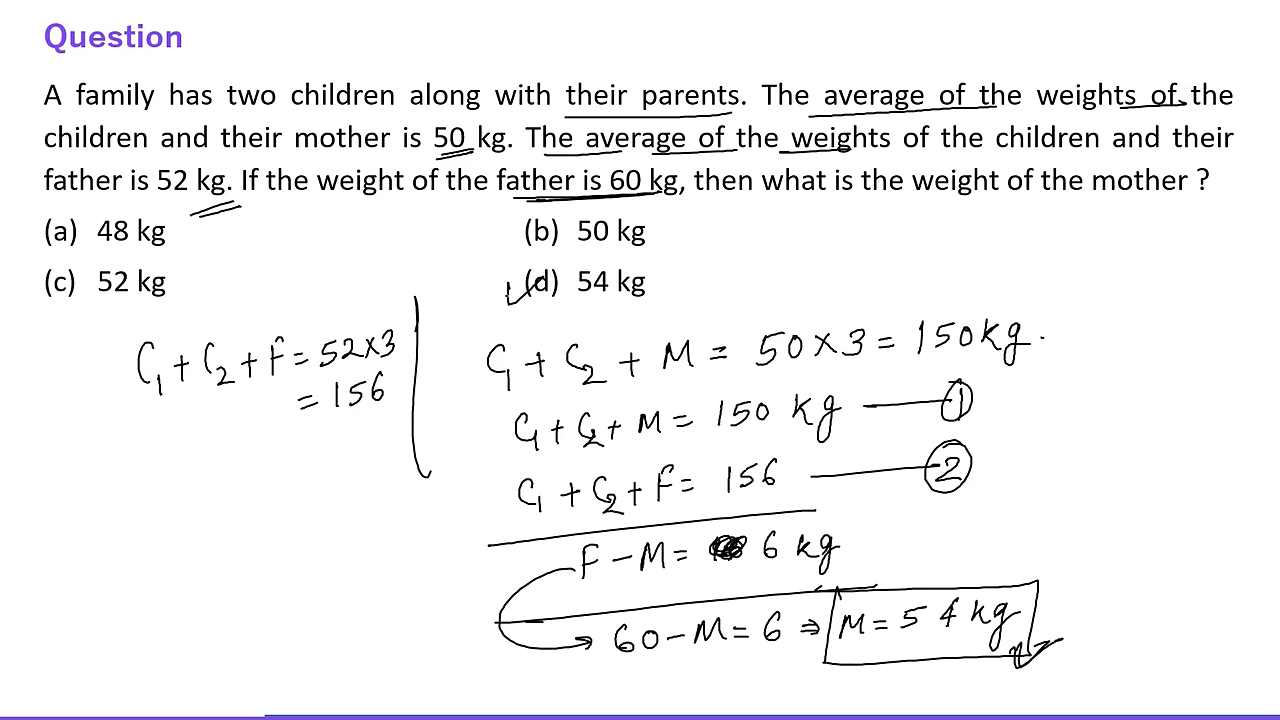 Question
A family has two children along with their parents. The average of the weights of the
children and their mother is 50 kg. The average of the weights of the children and their
father is 52 kg. If the weight of the father is 60 kg, then what is the weight of the mother ?
(a) 48 kg (b) 50 kg
(c) 52 kg (d) 54 kg
C₁ + C₂ + F = 52×3
= 156
C₁ + C₂ + M = 50×3 = 150kg.
C₁ + C₂ + M = 150 kg — ①
C₁ + C₂ + F = 156 — ②
F - M = 6 kg
→ 60 - M = 6 ⇒ M = 54 kg